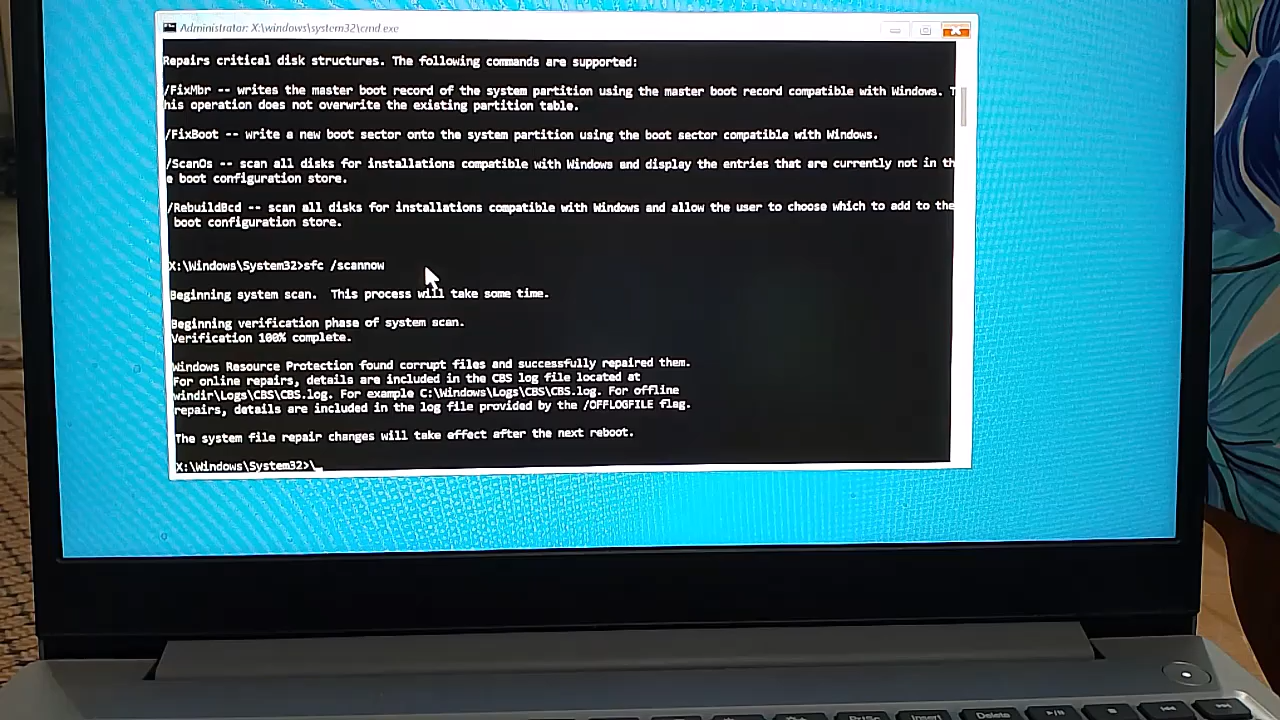 Administrator: X:\windows\system32\cmd.exe
Repairs critical disk structures. The following commands are supported:
/FixMbr -- writes the master boot record of the system partition using the master boot record compatible with Windows. T
his operation does not overwrite the existing partition table.
/FixBoot -- write a new boot sector onto the system partition using the boot sector compatible with Windows.
/ScanOs -- scan all disks for installations compatible with Windows and display the entries that are currently not in th
e boot configuration store.
/RebuildBcd -- scan all disks for installations compatible with Windows and allow the user to choose which to add to the
boot configuration store.
X:\Windows\System32>sfc /scannow
Beginning system scan. This process will take some time.
Beginning verification phase of system scan.
Verification 100% complete.
Windows Resource Protection found corrupt files and successfully repaired them.
For online repairs, details are included in the CBS log file located at
windir\Logs\CBS\CBS.log. For example C:\Windows\Logs\CBS\CBS.log. For offline
repairs, details are included in the log file provided by the /OFFLOGFILE flag.
The system file repair changes will take effect after the next reboot.
X:\Windows\System32>\_
PrtSc Insert Delete